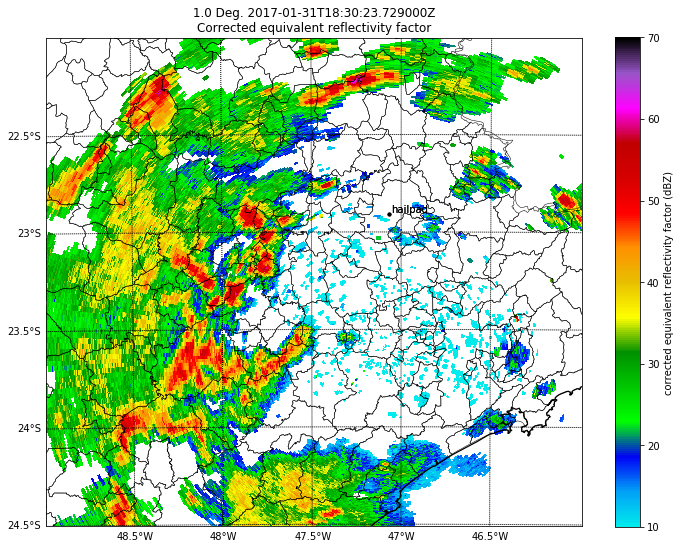 1.0 Deg. 2017-01-31T18:30:23.729000Z
Corrected equivalent reflectivity factor
70
60
50
40
30
20
10
corrected equivalent reflectivity factor (dBZ)
22.5°S
23°S
23.5°S
24°S
24.5°S
hailpad
48.5°W
48°W
47.5°W
47°W
46.5°W